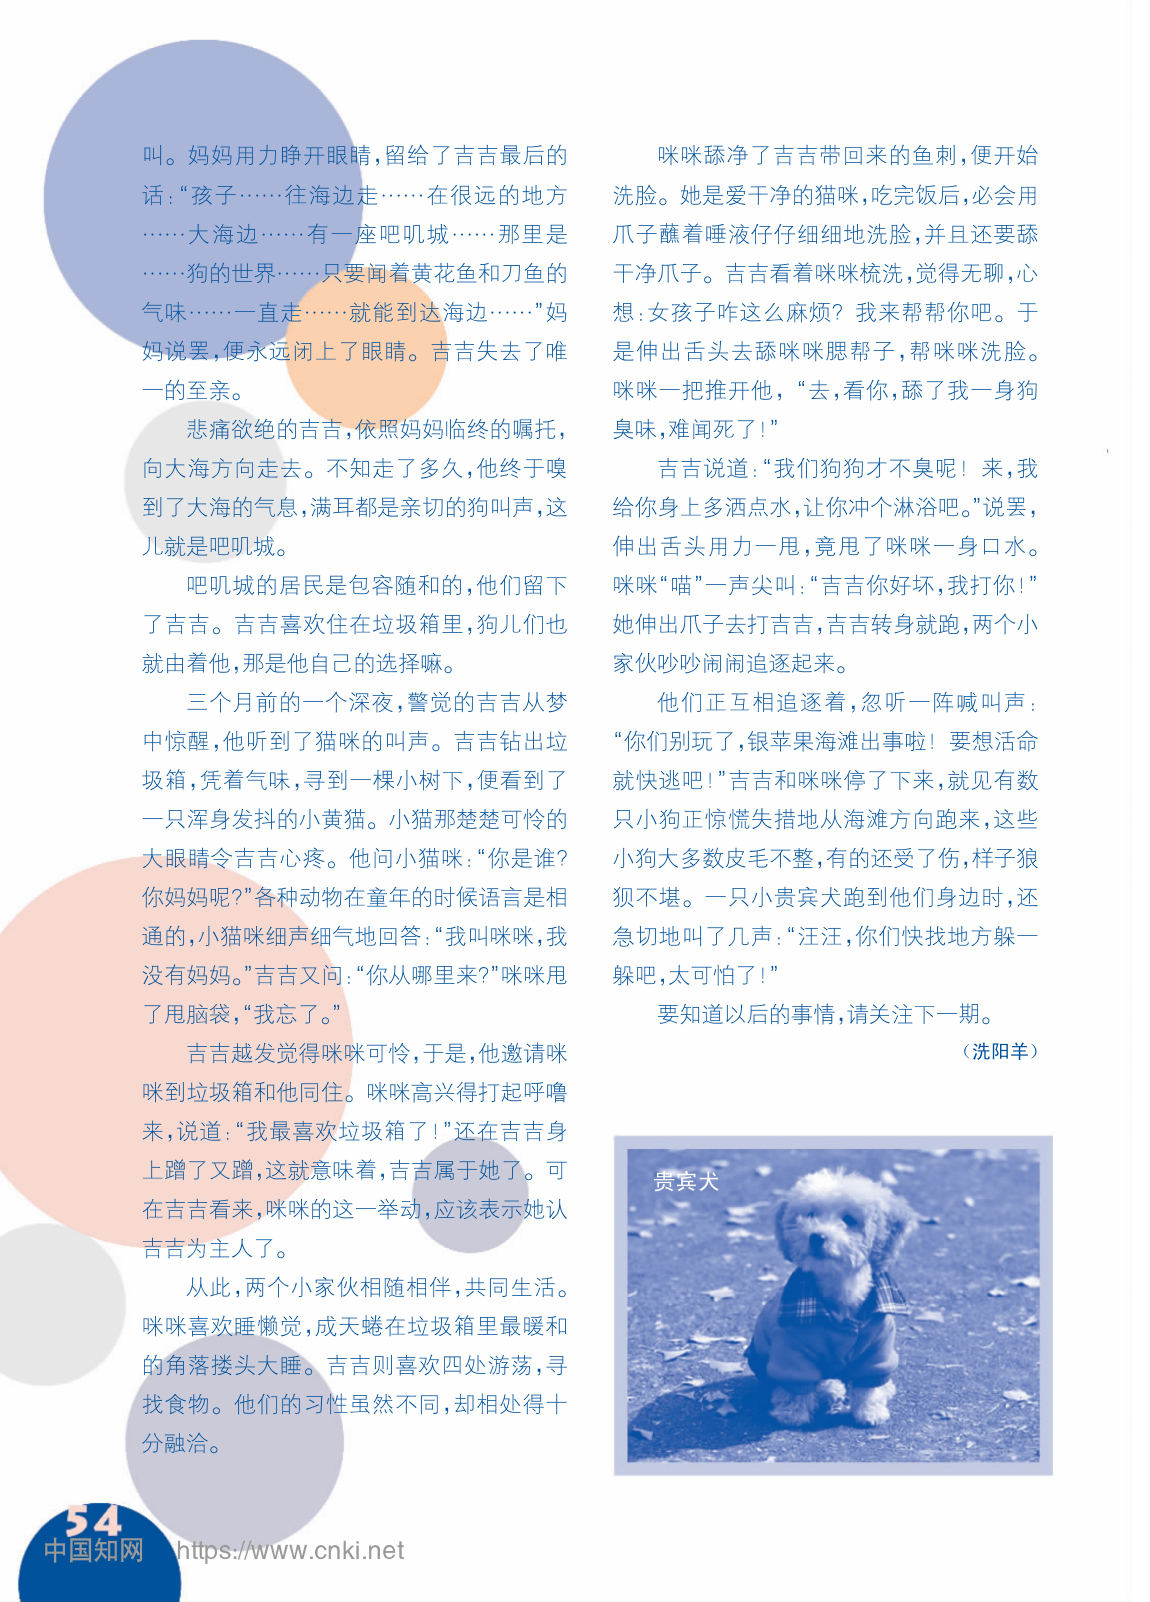 叫。妈妈用力睁开眼睛,留给了吉吉最后的
话:“孩子……往海边走……在很远的地方
……大海边……有一座吧叽城……那里是
……狗的世界……只要闻着黄花鱼和刀鱼的
气味……一直走……就能到达海边……”妈
妈说罢,便永远闭上了眼睛。吉吉失去了唯
一的至亲。
悲痛欲绝的吉吉,依照妈妈临终的嘱托,
向大海方向走去。不知走了多久,他终于嗅
到了大海的气息,满耳都是亲切的狗叫声,这
儿就是吧叽城。
吧叽城的居民是包容随和的,他们留下
了吉吉。吉吉喜欢住在垃圾箱里,狗儿们也
就由着他,那是他自己的选择嘛。
三个月前的一个深夜,警觉的吉吉从梦
中惊醒,他听到了猫咪的叫声。吉吉钻出垃
圾箱,凭着气味,寻到一棵小树下,便看到了
一只浑身发抖的小黄猫。小猫那楚楚可怜的
大眼睛令吉吉心疼。他问小猫咪:“你是谁?
你妈妈呢?”各种动物在童年的时候语言是相
通的,小猫咪细声细气地回答:“我叫咪咪,我
没有妈妈。”吉吉又问:“你从哪里来?”咪咪甩
了甩脑袋,“我忘了。”
吉吉越发觉得咪咪可怜,于是,他邀请咪
咪到垃圾箱和他同住。咪咪高兴得打起呼噜
来,说道:“我最喜欢垃圾箱了!”还在吉吉身
上蹭了又蹭,这就意味着,吉吉属于她了。可
在吉吉看来,咪咪的这一举动,应该表示她认
吉吉为主人了。
从此,两个小家伙相随相伴,共同生活。
咪咪喜欢睡懒觉,成天蜷在垃圾箱里最暖和
的角落搂头大睡。吉吉则喜欢四处游荡,寻
找食物。他们的习性虽然不同,却相处得十
分融洽。
咪咪舔净了吉吉带回来的鱼刺,便开始
洗脸。她是爱干净的猫咪,吃完饭后,必会用
爪子蘸着唾液仔仔细细地洗脸,并且还要舔
干净爪子。吉吉看着咪咪梳洗,觉得无聊,心
想:女孩子咋这么麻烦?我来帮帮你吧。于
是伸出舌头去舔咪咪腮帮子,帮咪咪洗脸。
咪咪一把推开他,“去,看你,舔了我一身狗
臭味,难闻死了!”
吉吉说道:“我们狗狗才不臭呢!来,我
给你身上多洒点水,让你冲个淋浴吧。”说罢,
伸出舌头用力一甩,竟甩了咪咪一身口水。
咪咪“喵”一声尖叫:“吉吉你好坏,我打你!”
她伸出爪子去打吉吉,吉吉转身就跑,两个小
家伙吵吵闹闹追逐起来。
他们正互相追逐着,忽听一阵喊叫声:
“你们别玩了,银苹果海滩出事啦!要想活命
就快逃吧!”吉吉和咪咪停了下来,就见有数
只小狗正惊慌失措地从海滩方向跑来,这些
小狗大多数皮毛不整,有的还受了伤,样子狼
狈不堪。一只小贵宾犬跑到他们身边时,还
急切地叫了几声:“汪汪,你们快找地方躲一
躲吧,太可怕了!”
要知道以后的事情,请关注下一期。
(洗阳羊)
贵宾犬
54
中国知网 https://www.cnki.net